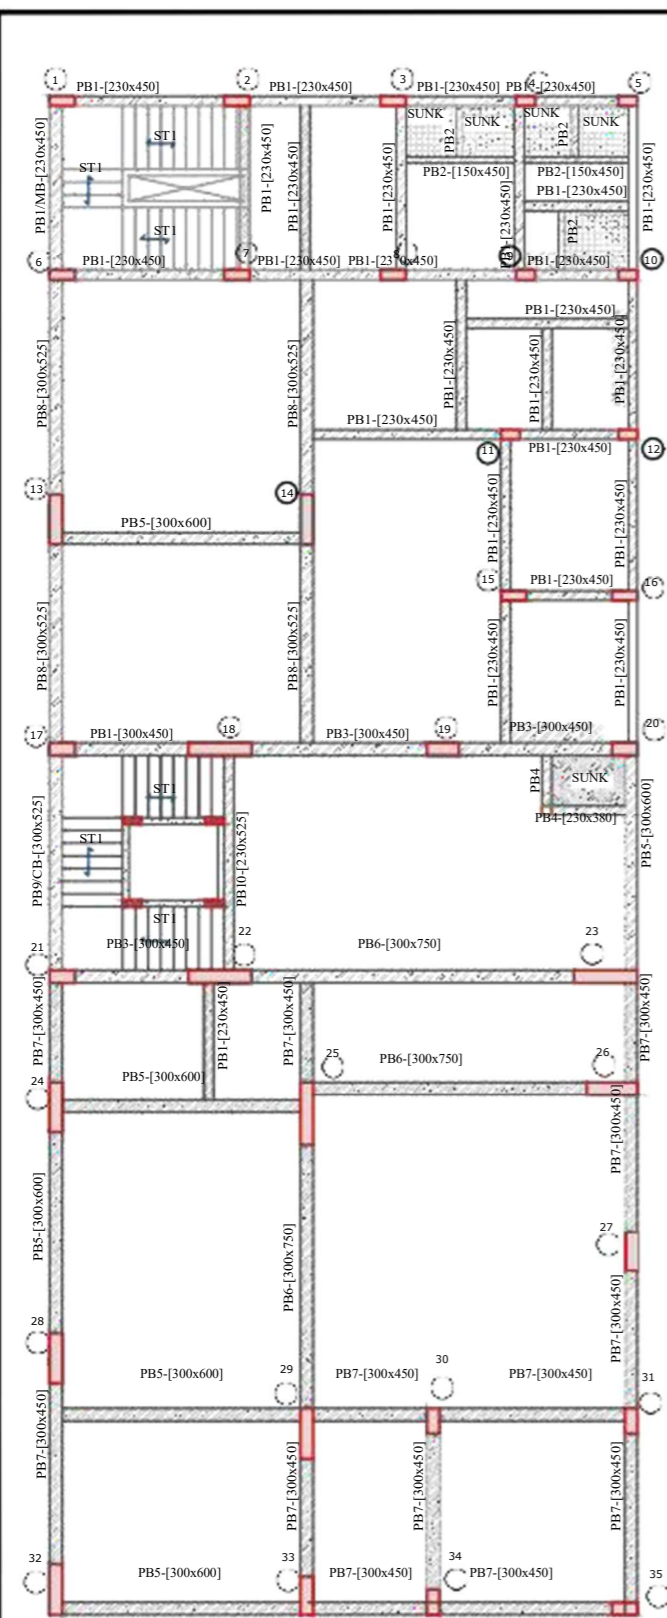 1
2
3
4
5
PB1-[230x450]
PB1-[230x450]
PB1-[230x450]
PB1-[230x450]
SUNK
SUNK
SUNK
SUNK
PB2
PB2
ST1
ST1
ST1
PB1/MB-[230x450]
PB1-[230x450]
PB1-[230x450]
PB1-[230x450]
PB2-[150x450]
PB2-[150x450]
PB1-[230x450]
PB1-[230x450]
PB1-[230x450]
PB2
6
7
8
9
10
PB1-[230x450]
PB1-[230x450]
PB1-[230x450]
PB1-[230x450]
PB8-[300x525]
PB8-[300x525]
PB1-[230x450]
PB1-[230x450]
PB1-[230x450]
PB1-[230x450]
PB1-[230x450]
11
PB1-[230x450]
12
13
14
PB5-[300x600]
PB1-[230x450]
PB1-[230x450]
15
PB1-[230x450]
16
PB8-[300x525]
PB8-[300x525]
PB1-[230x450]
PB1-[230x450]
17
PB1-[300x450]
18
PB3-[300x450]
19
PB3-[300x450]
20
ST1
ST1
ST1
PB9/CB-[300x525]
PB10-[230x525]
PB4
SUNK
PB4-[230x380]
PB5-[300x600]
21
PB3-[300x450]
22
PB6-[300x750]
23
PB7-[300x450]
PB1-[230x450]
PB7-[300x450]
PB7-[300x450]
24
PB5-[300x600]
25
PB6-[300x750]
26
PB7-[300x450]
PB5-[300x600]
PB6-[300x750]
27
PB7-[300x450]
28
PB5-[300x600]
29
PB7-[300x450]
30
PB7-[300x450]
31
PB7-[300x450]
PB7-[300x450]
PB7-[300x450]
32
PB5-[300x600]
33
PB7-[300x450]
34
PB7-[300x450]
35